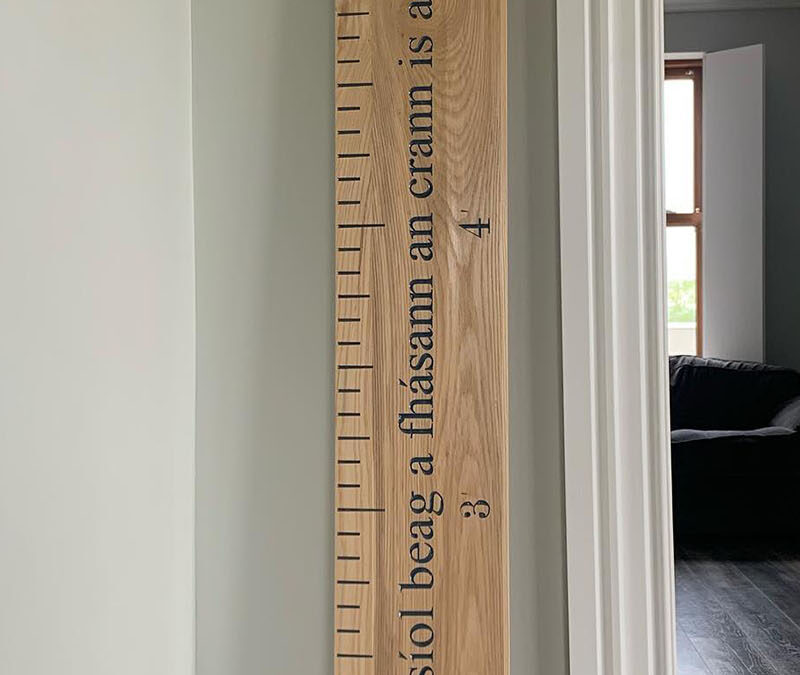 síol beag a fhásann an crann is a
4'
3'